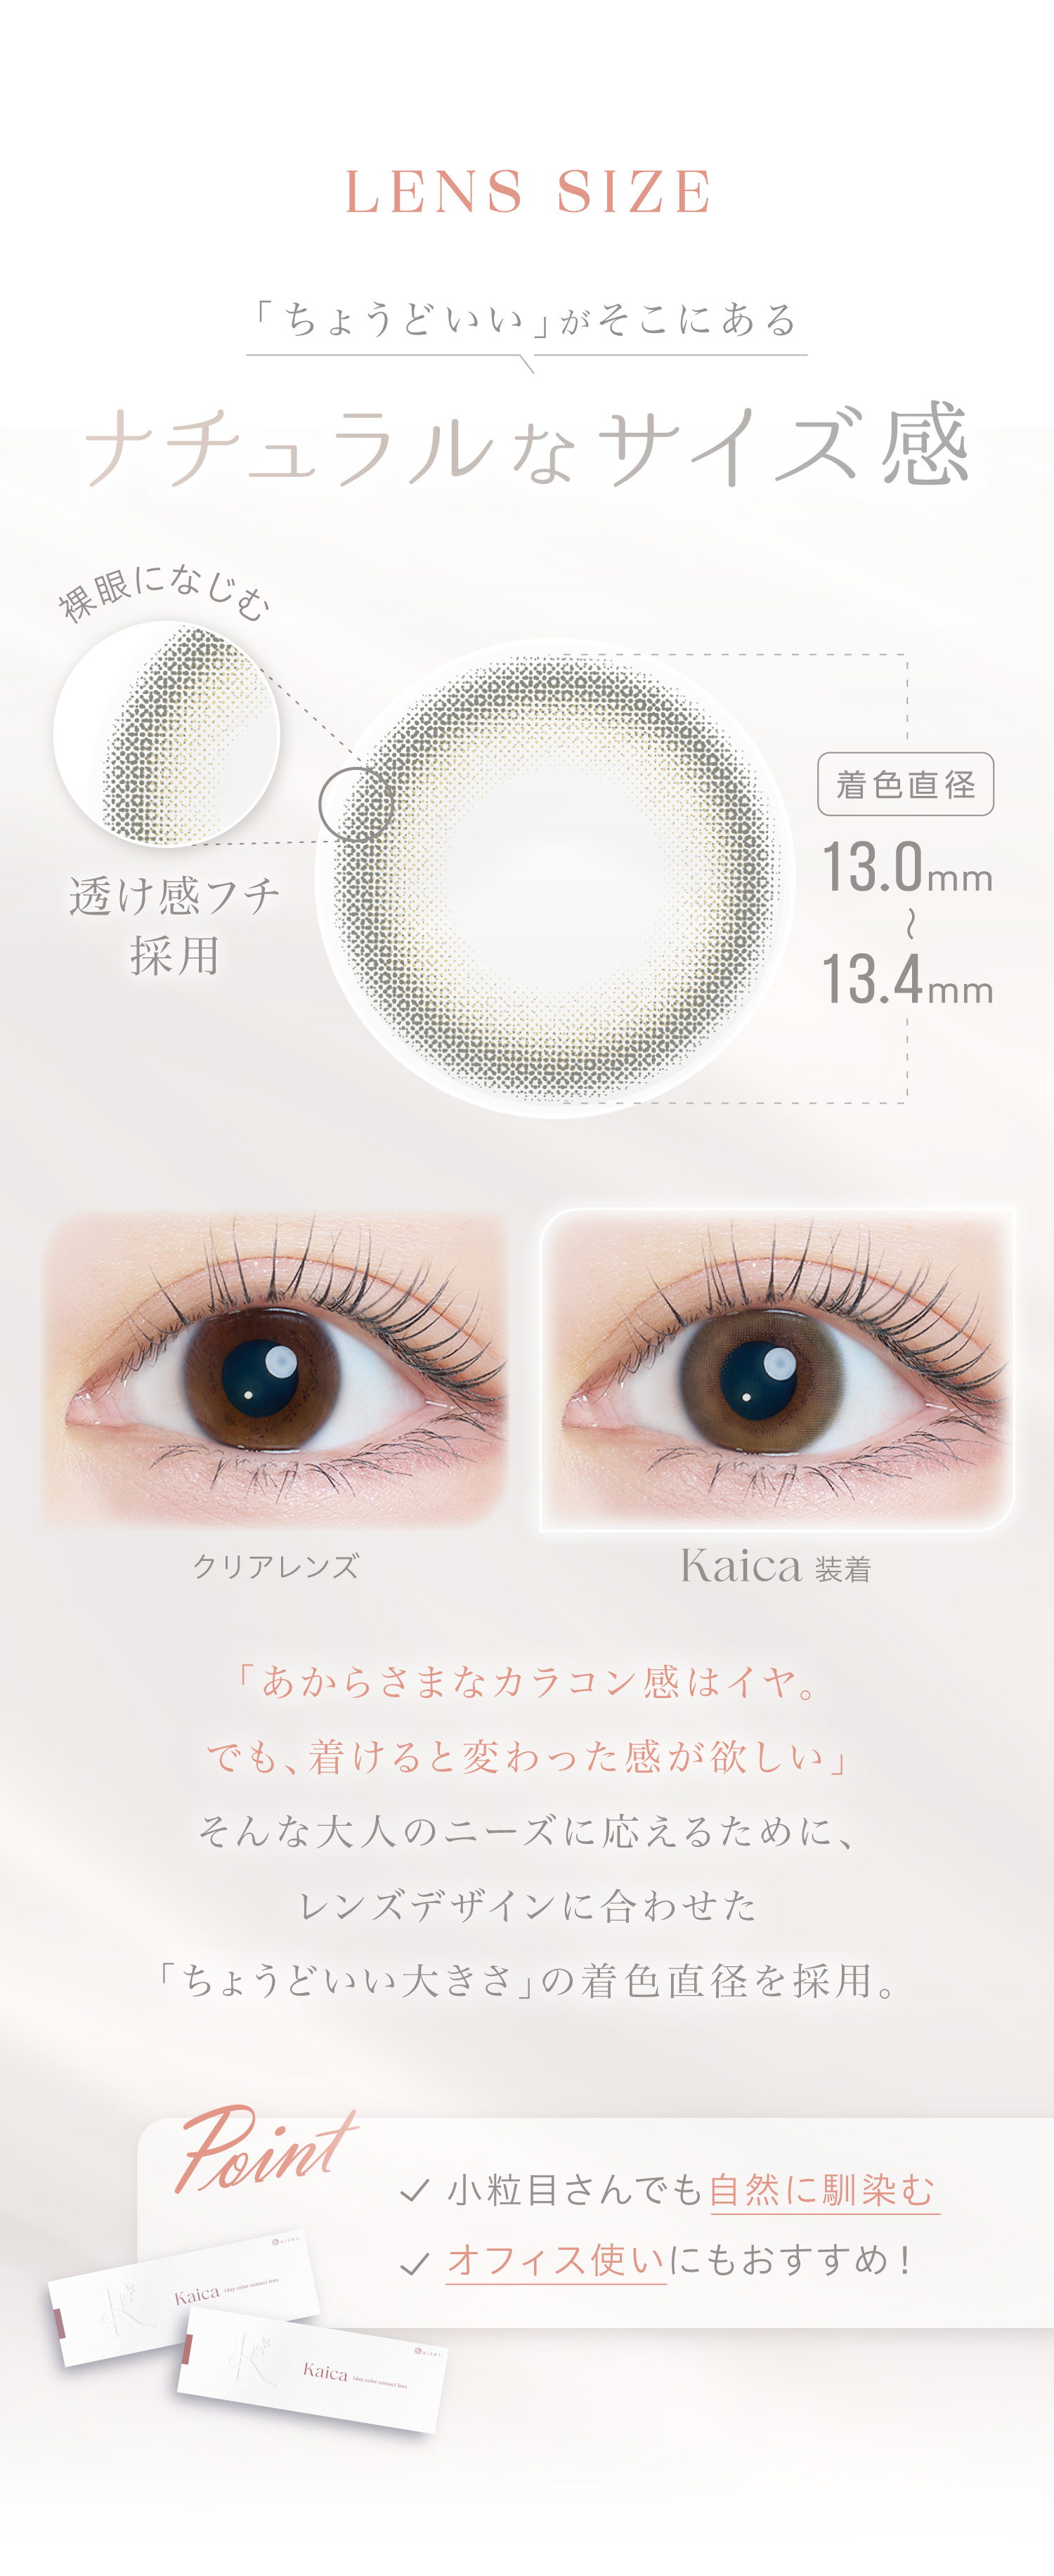 LENS SIZE
「ちょうどいい」がそこにある
ナチュラルなサイズ感
裸眼になじむ
透け感フチ
採用
着色直径
13.0mm
～
13.4mm
クリアレンズ
Kaica 装着
「あからさまなカラコン感はイヤ。
でも、着けると変わった感が欲しい」
そんな大人のニーズに応えるために、
レンズデザインに合わせた
「ちょうどいい大きさ」の着色直径を採用。
Point
小粒目さんでも自然に馴染む
オフィス使いにもおすすめ！
Kaica 1day color contact lens
Kaica 1day color contact lens